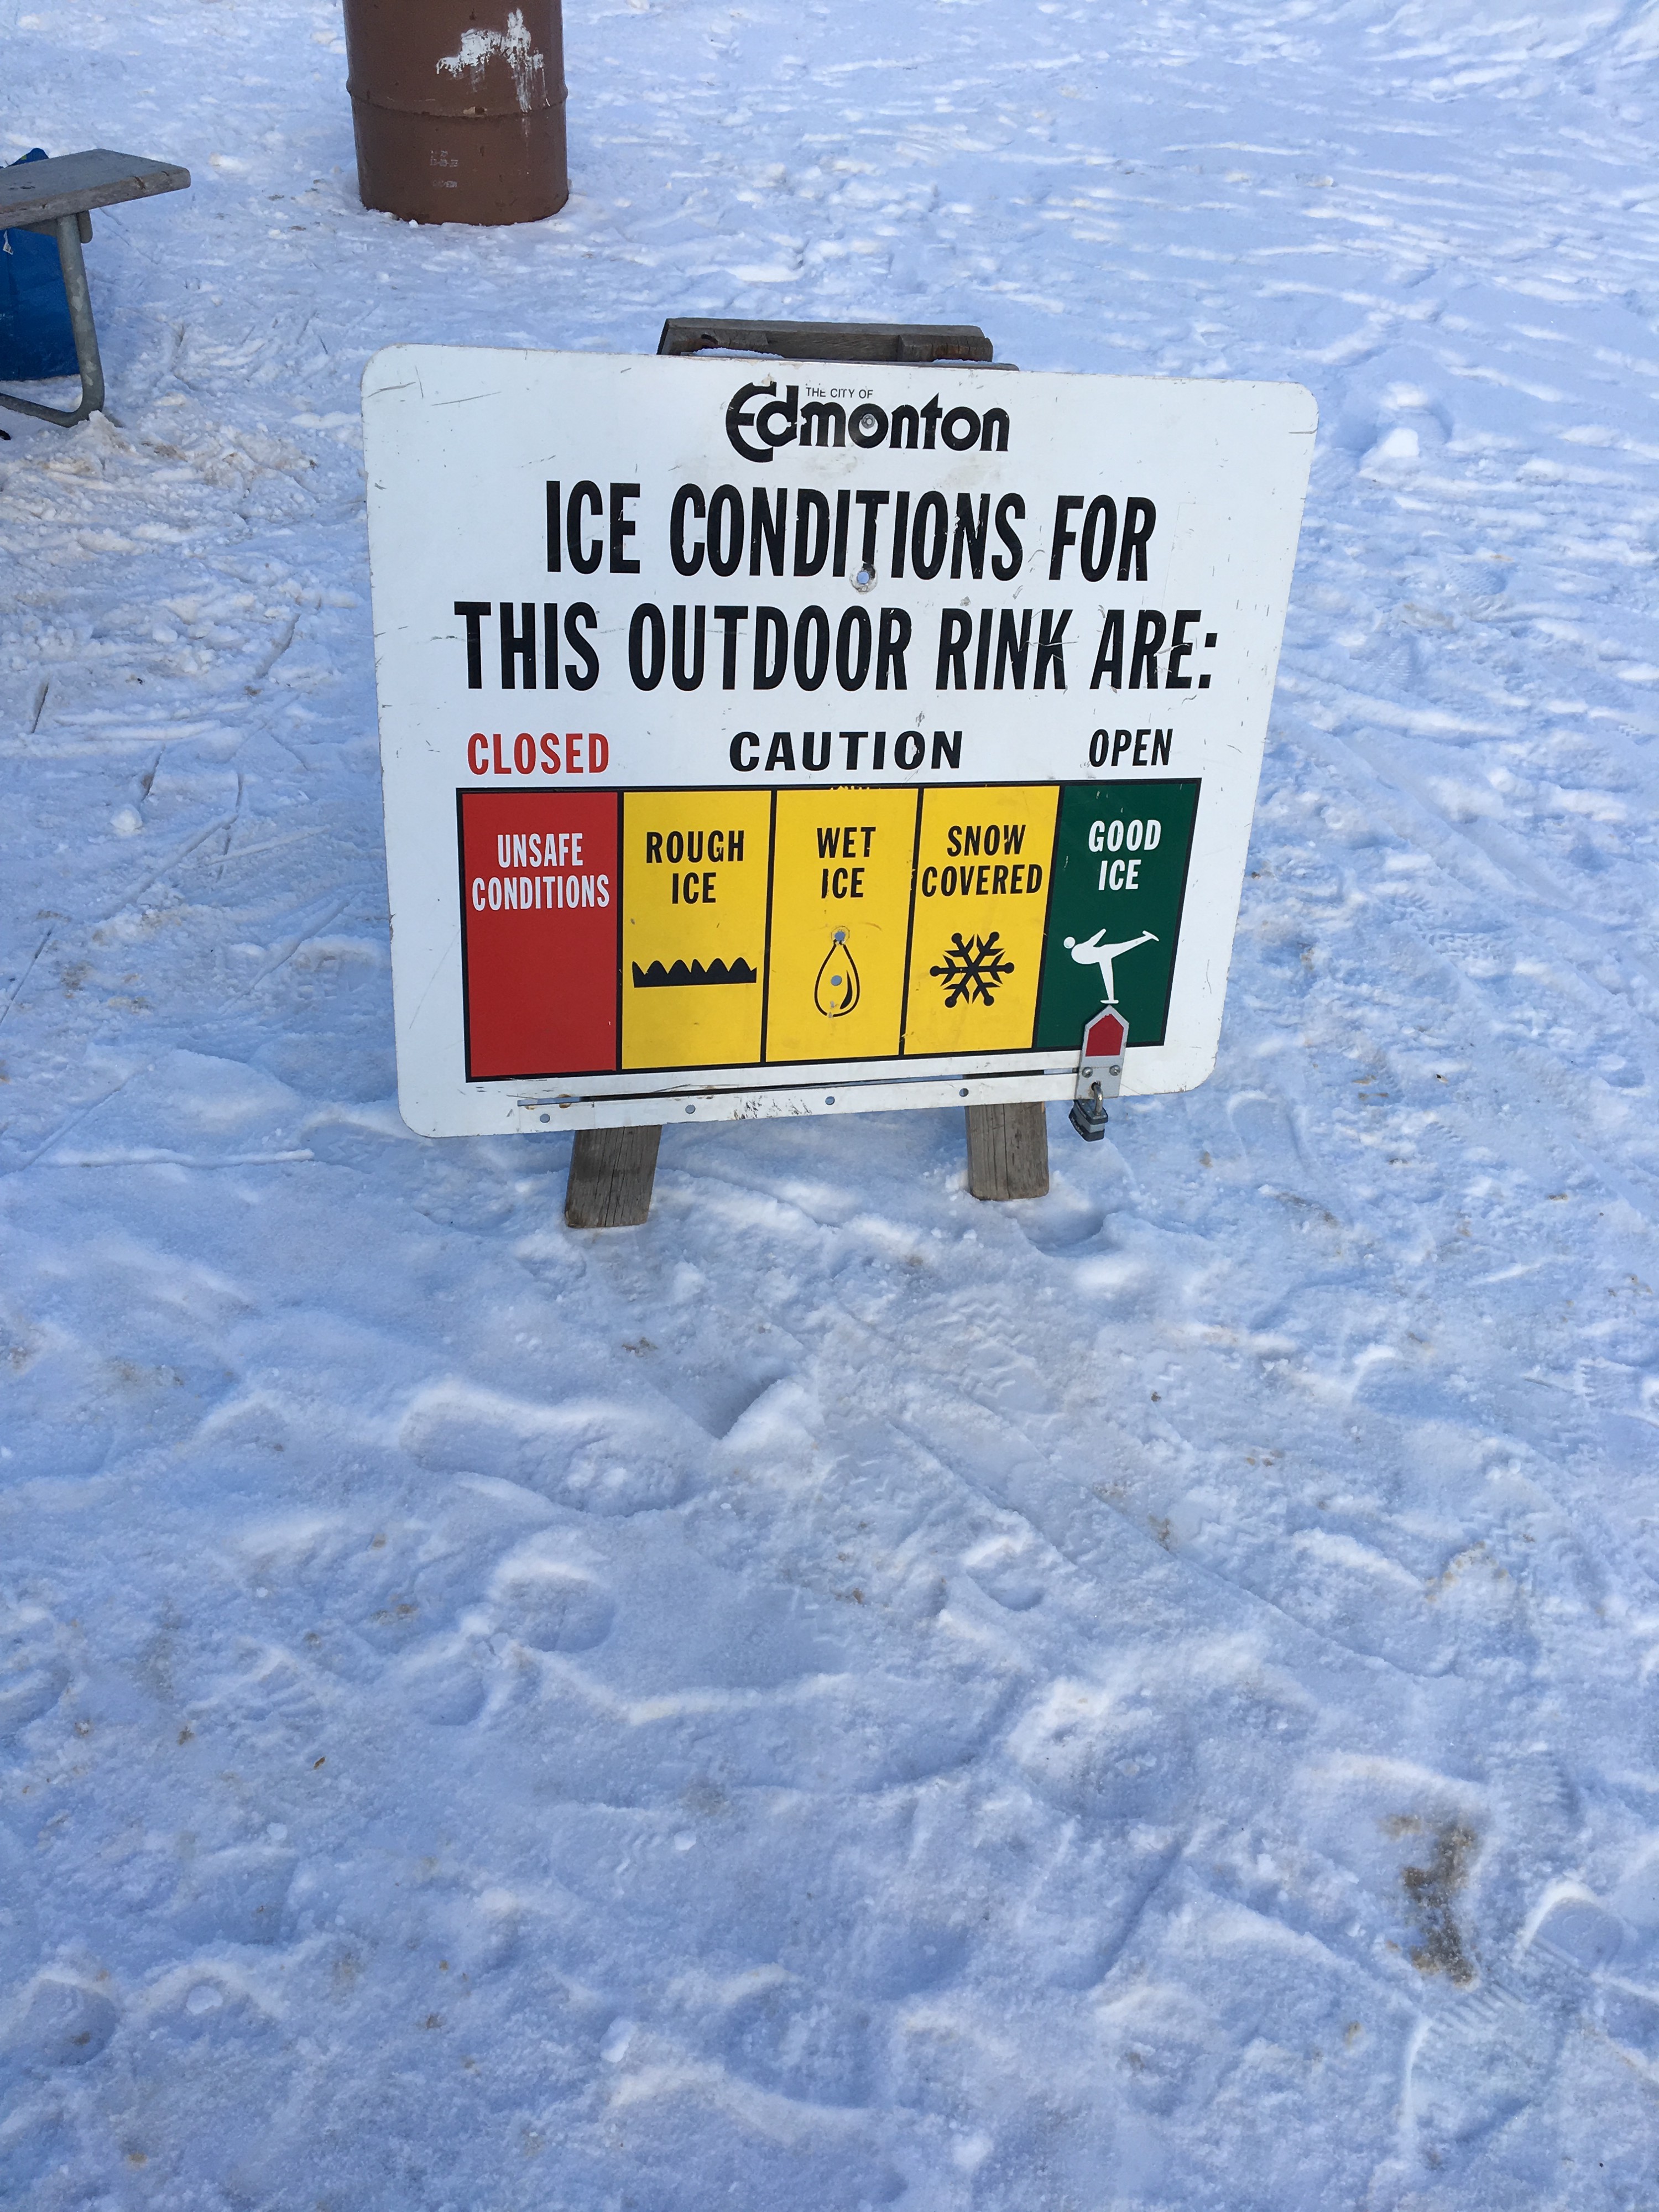 THE CITY OF
Edmonton
ICE CONDITIONS FOR
THIS OUTDOOR RINK ARE:
CLOSED CAUTION OPEN
UNSAFE
CONDITIONS
ROUGH
ICE
WET
ICE
SNOW
COVERED
GOOD
ICE